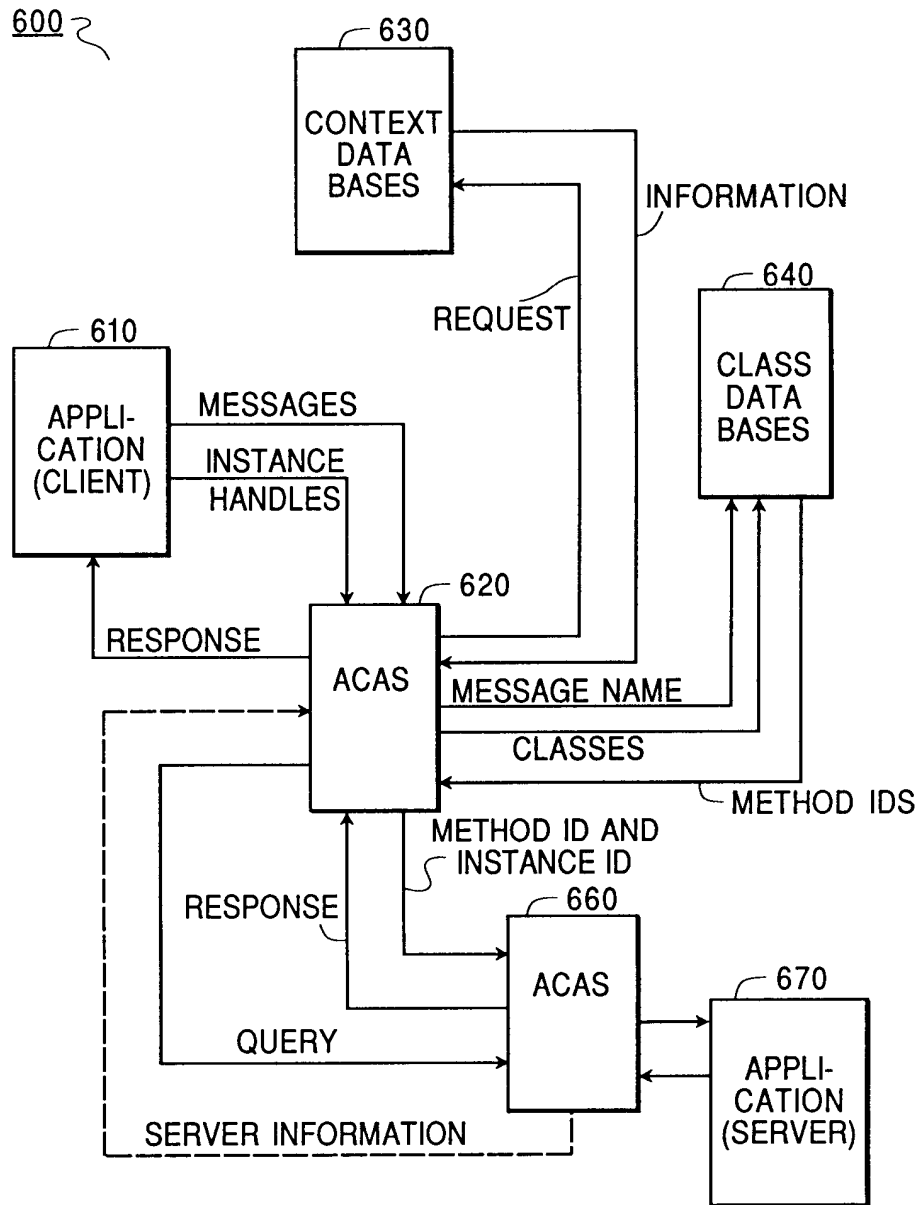 600
630
CONTEXT
DATA
BASES
INFORMATION
REQUEST
640
CLASS
DATA
BASES
610
APPLI-
CATION
(CLIENT)
MESSAGES
INSTANCE
HANDLES
RESPONSE
620
ACAS
MESSAGE NAME
CLASSES
METHOD IDS
METHOD ID AND
INSTANCE ID
RESPONSE
660
ACAS
QUERY
SERVER INFORMATION
670
APPLI-
CATION
(SERVER)